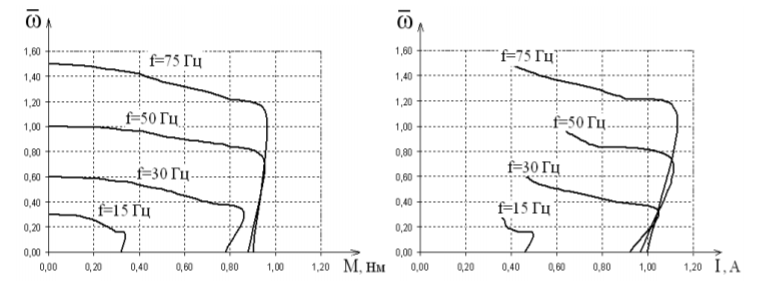 ω̅ ω̅
1,60 1,60
f=75 Гц f=75 Гц
1,40 1,40
1,20 1,20
f=50 Гц f=50 Гц
1,00 1,00
0,80 0,80
f=30 Гц f=30 Гц
0,60 0,60
0,40 0,40
f=15 Гц f=15 Гц
0,20 0,20
0,00 0,00
0,00 0,20 0,40 0,60 0,80 1,00 1,20 М, Нм 0,00 0,20 0,40 0,60 0,80 1,00 1,20 I, А